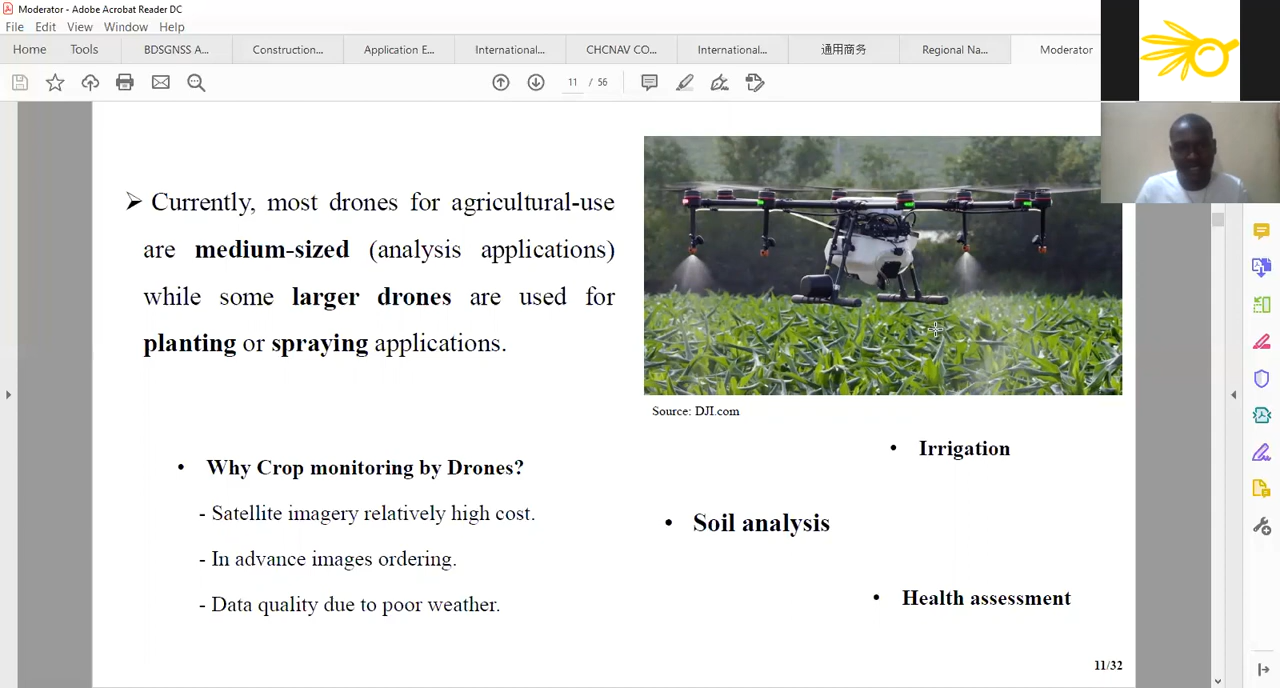 Moderator - Adobe Acrobat Reader DC
File Edit View Window Help
Home Tools BDSGNSS A... Construction... Application E... International... CHCNAV CO... International... 通用商务 Regional Na... Moderator
11 / 56
➢ Currently, most drones for agricultural-use
are medium-sized (analysis applications)
while some larger drones are used for
planting or spraying applications.
Source: DJI.com
• Why Crop monitoring by Drones?
- Satellite imagery relatively high cost.
- In advance images ordering.
- Data quality due to poor weather.
• Irrigation
• Soil analysis
• Health assessment
11/32